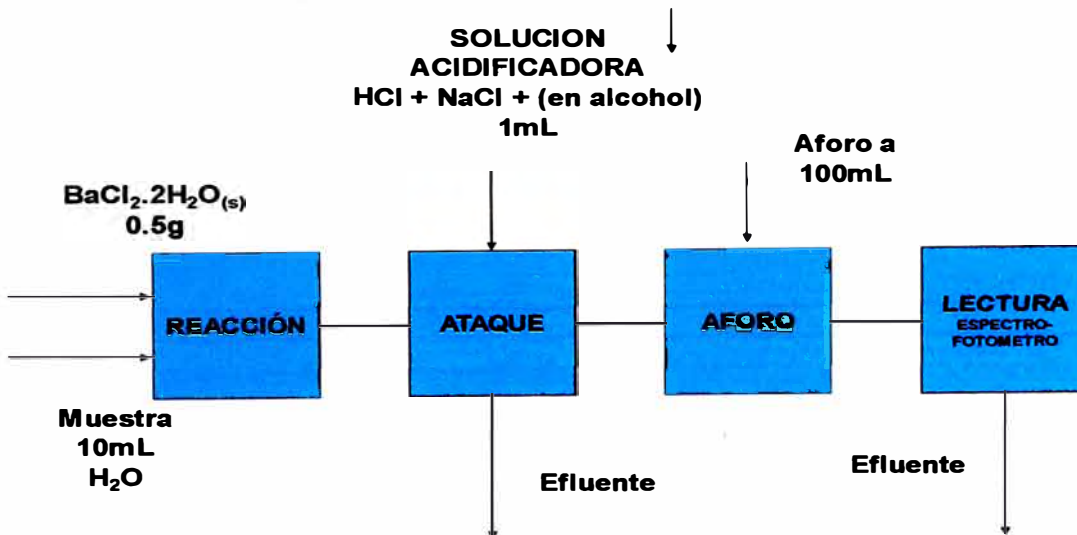 SOLUCION
ACIDIFICADORA
HCl + NaCl + (en alcohol)
1mL
Aforo a
100mL
BaCl₂.2H₂O₍s₎
0.5g
REACCIÓN
ATAQUE
AFORO
LECTURA
ESPECTRO-
FOTOMETRO
Muestra
10mL
H₂O
Efluente
Efluente